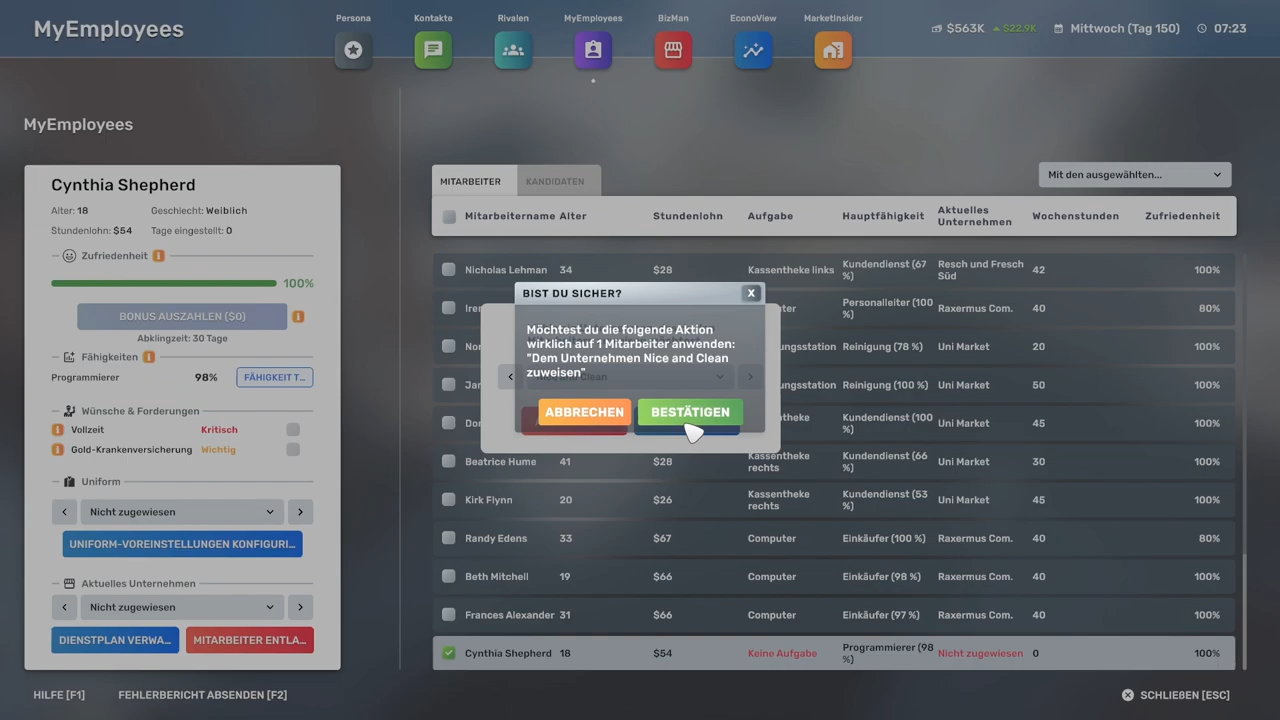 MyEmployees
Persona
Kontakte
Rivalen
MyEmployees
BizMan
EconoView
MarketInsider
$563K
$22.9K
Mittwoch (Tag 150)
07:23
MyEmployees
Cynthia Shepherd
Alter: 18
Geschlecht: Weiblich
Stundenlohn: $54
Tage eingestellt: 0
Zufriedenheit
100%
BONUS AUSZAHLEN ($0)
Abklingzeit: 30 Tage
Fähigkeiten
Programmierer 98% FÄHIGKEIT T...
Wünsche & Forderungen
Vollzeit Kritisch
Gold-Krankenversicherung Wichtig
Uniform
Nicht zugewiesen
UNIFORM-VOREINSTELLUNGEN KONFIGURI...
Aktuelles Unternehmen
Nicht zugewiesen
DIENSTPLAN VERWA...
MITARBEITER ENTLA...
MITARBEITER
KANDIDATEN
Mit den ausgewählten...
Mitarbeitername Alter Stundenlohn Aufgabe Hauptfähigkeit Aktuelles Unternehmen Wochenstunden Zufriedenheit
Nicholas Lehman 34 $28 Kassentheke links Kundendienst (67 %) Resch und Fresch Süd 42 100%
Personalleiter (100 %) Raxermus Com. 40 80%
Reinigung (78 %) Uni Market 20 100%
Reinigung (100 %) Uni Market 50 100%
Kundendienst (100 %) Uni Market 45 100%
Beatrice Hume 41 $28 Kassentheke rechts Kundendienst (66 %) Uni Market 30 100%
Kirk Flynn 20 $26 Kassentheke rechts Kundendienst (53 %) Uni Market 45 100%
Randy Edens 33 $67 Computer Einkäufer (100 %) Raxermus Com. 40 80%
Beth Mitchell 19 $66 Computer Einkäufer (98 %) Raxermus Com. 40 100%
Frances Alexander 31 $66 Computer Einkäufer (97 %) Raxermus Com. 40 100%
Cynthia Shepherd 18 $54 Keine Aufgabe Programmierer (98 %) Nicht zugewiesen 0 100%
BIST DU SICHER?
X
Möchtest du die folgende Aktion
wirklich auf 1 Mitarbeiter anwenden:
"Dem Unternehmen Nice and Clean
zuweisen"
ABBRECHEN
BESTÄTIGEN
HILFE [F1]
FEHLERBERICHT ABSENDEN [F2]
SCHLIEẞEN [ESC]